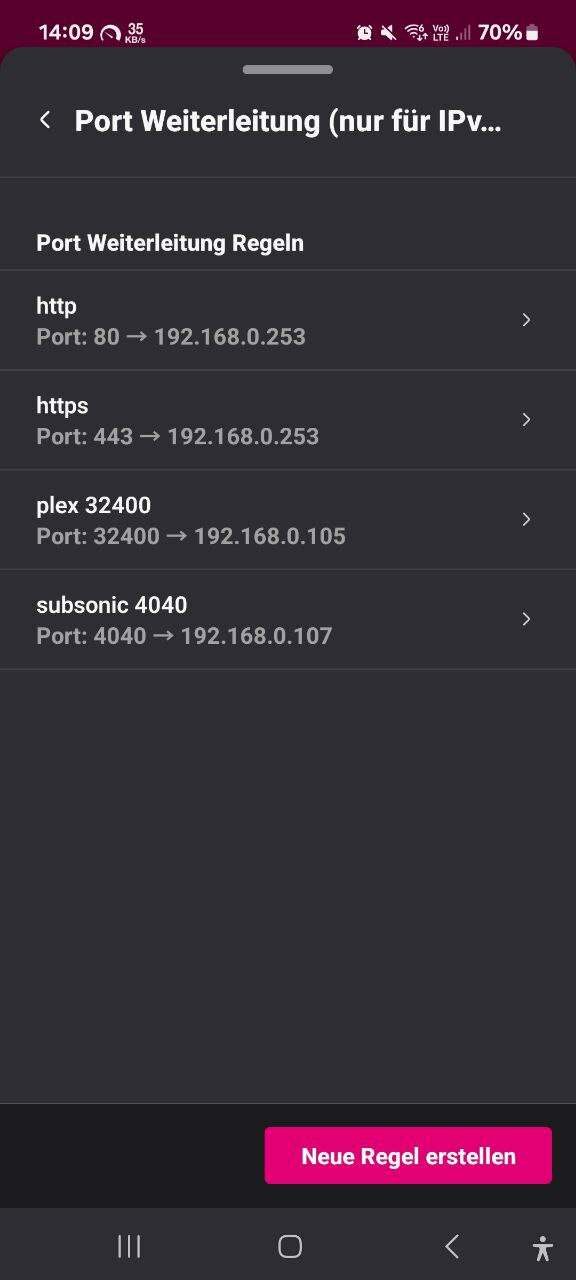 14:09 35 KB/s Vo) LTE 6 70%
Port Weiterleitung (nur für IPv...
Port Weiterleitung Regeln
http
Port: 80 → 192.168.0.253
https
Port: 443 → 192.168.0.253
plex 32400
Port: 32400 → 192.168.0.105
subsonic 4040
Port: 4040 → 192.168.0.107
Neue Regel erstellen